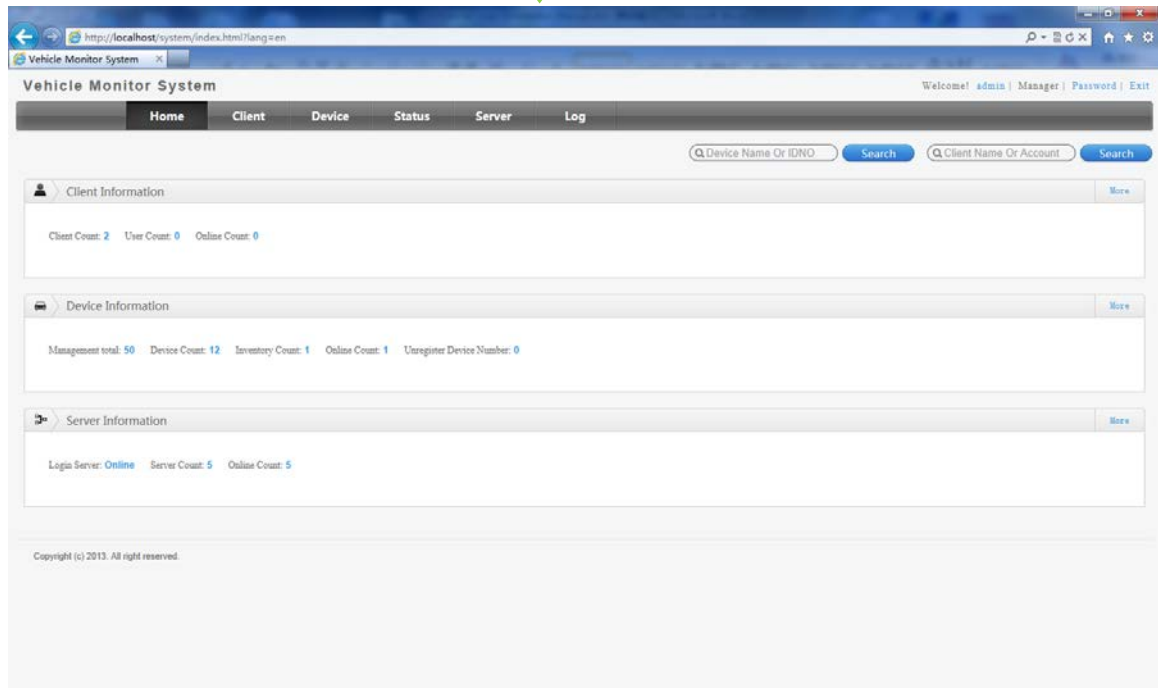 http://localhost/system/index.html?lang=en
Vehicle Monitor System
Vehicle Monitor System
Welcome! admin | Manager | Password | Exit
Home Client Device Status Server Log
Device Name Or IDNO Search Client Name Or Account Search
Client Information More
Client Count: 2 User Count: 0 Online Count: 0
Device Information More
Management total: 50 Device Count: 12 Inventory Count: 1 Online Count: 1 Unregister Device Number: 0
Server Information More
Login Server: Online Server Count: 5 Online Count: 5
Copyright (c) 2013. All right reserved.